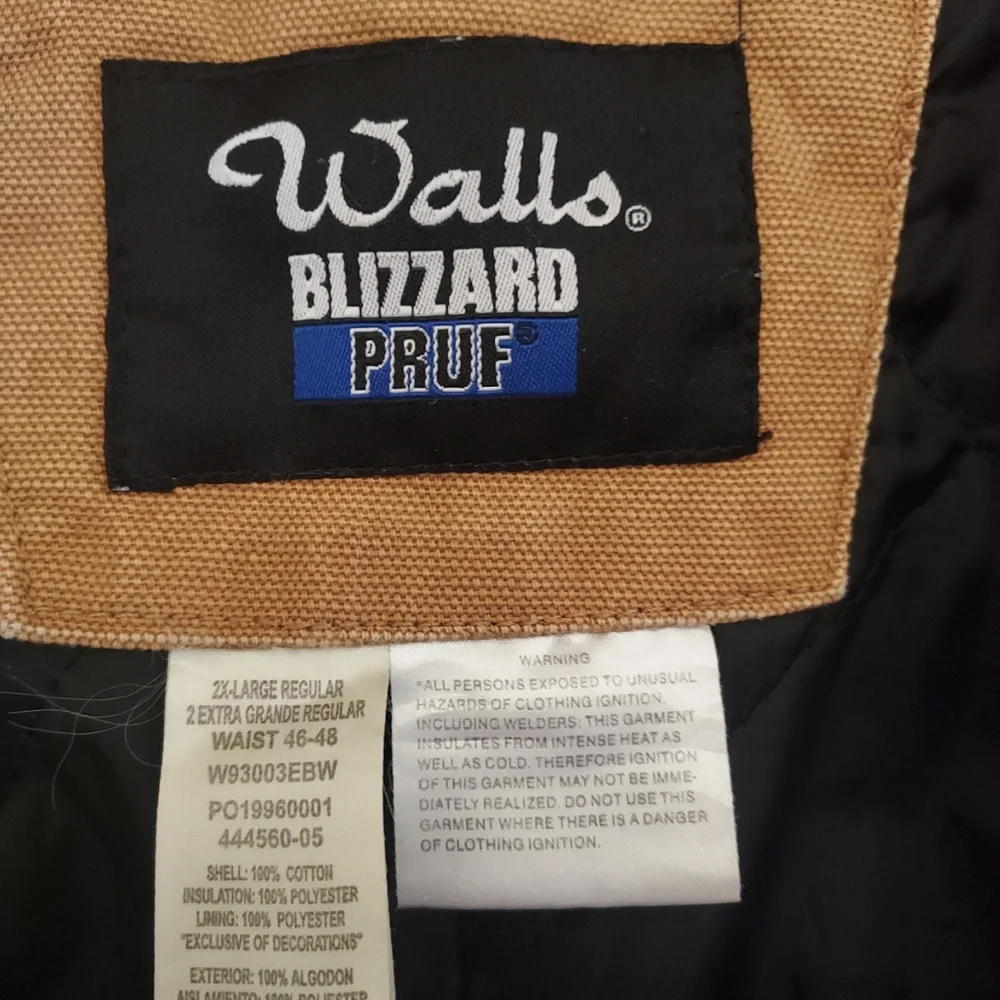 Walls®
BLIZZARD
PRUF®
2X-LARGE REGULAR
2 EXTRA GRANDE REGULAR
WAIST 46-48
W93003EBW
PO19960001
444560-05
SHELL: 100% COTTON
INSULATION: 100% POLYESTER
LINING: 100% POLYESTER
"EXCLUSIVE OF DECORATIONS"
EXTERIOR: 100% ALGODON
AISLAMIENTO: 100% POLIESTER
WARNING
*ALL PERSONS EXPOSED TO UNUSUAL
HAZARDS OF CLOTHING IGNITION.
INCLUDING WELDERS: THIS GARMENT
INSULATES FROM INTENSE HEAT AS
WELL AS COLD. THEREFORE IGNITION
OF THIS GARMENT MAY NOT BE IMME-
DIATELY REALIZED. DO NOT USE THIS
GARMENT WHERE THERE IS A DANGER
OF CLOTHING IGNITION.